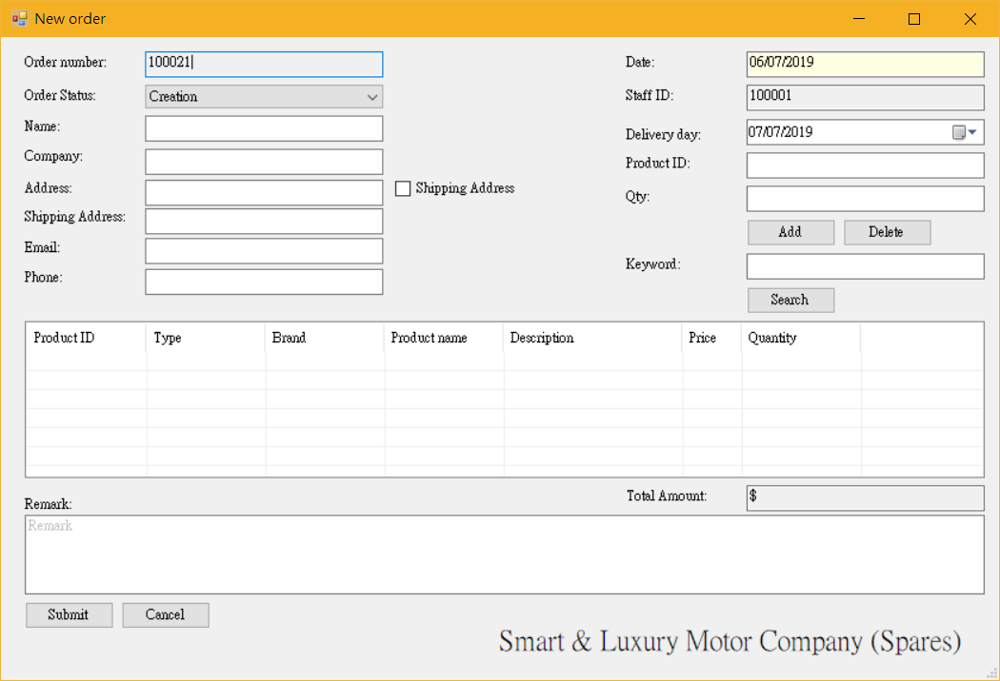 New order
Order number: 100021
Date: 06/07/2019
Order Status: Creation
Staff ID: 100001
Name:
Delivery day: 07/07/2019
Company:
Product ID:
Address: Shipping Address
Qty:
Shipping Address:
Add Delete
Email:
Keyword:
Phone:
Search
Product ID Type Brand Product name Description Price Quantity
Total Amount: $
Remark:
Remark
Submit Cancel
Smart & Luxury Motor Company (Spares)